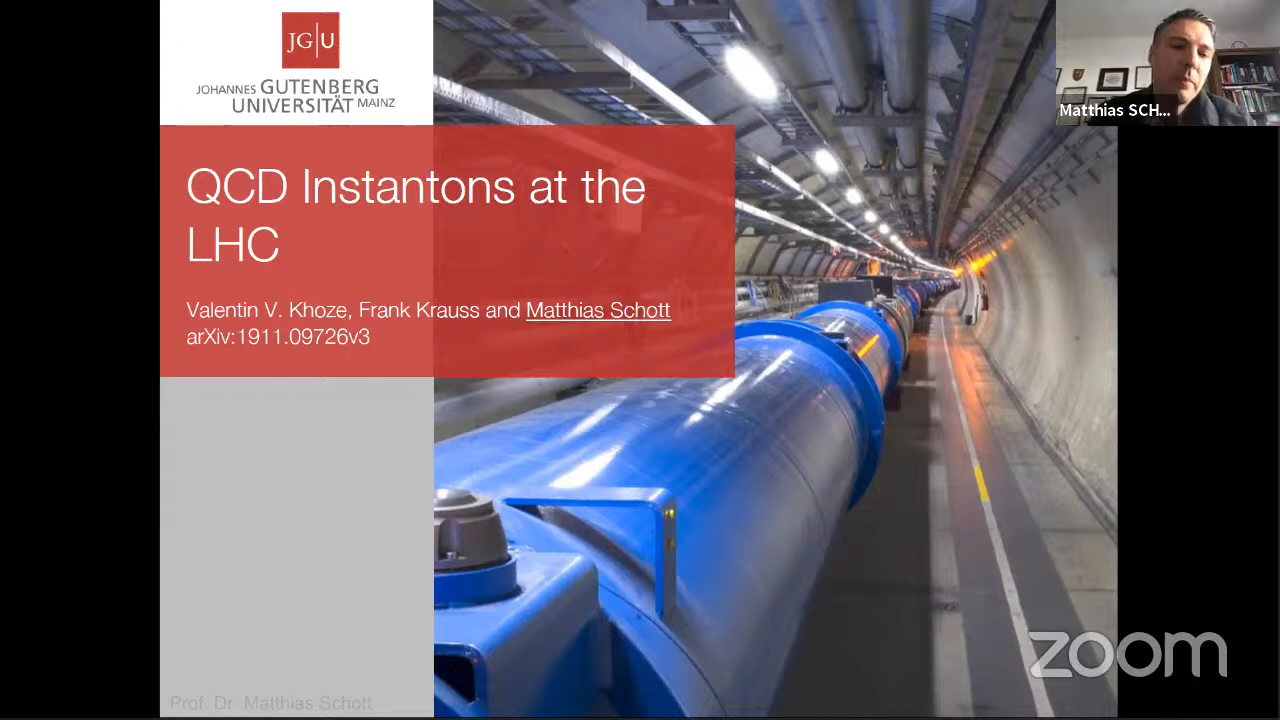 JG|U
JOHANNES GUTENBERG
UNIVERSITÄT MAINZ
Matthias SCH...
QCD Instantons at the
LHC
Valentin V. Khoze, Frank Krauss and Matthias Schott
arXiv:1911.09726v3
zoom
Prof. Dr. Matthias Schott